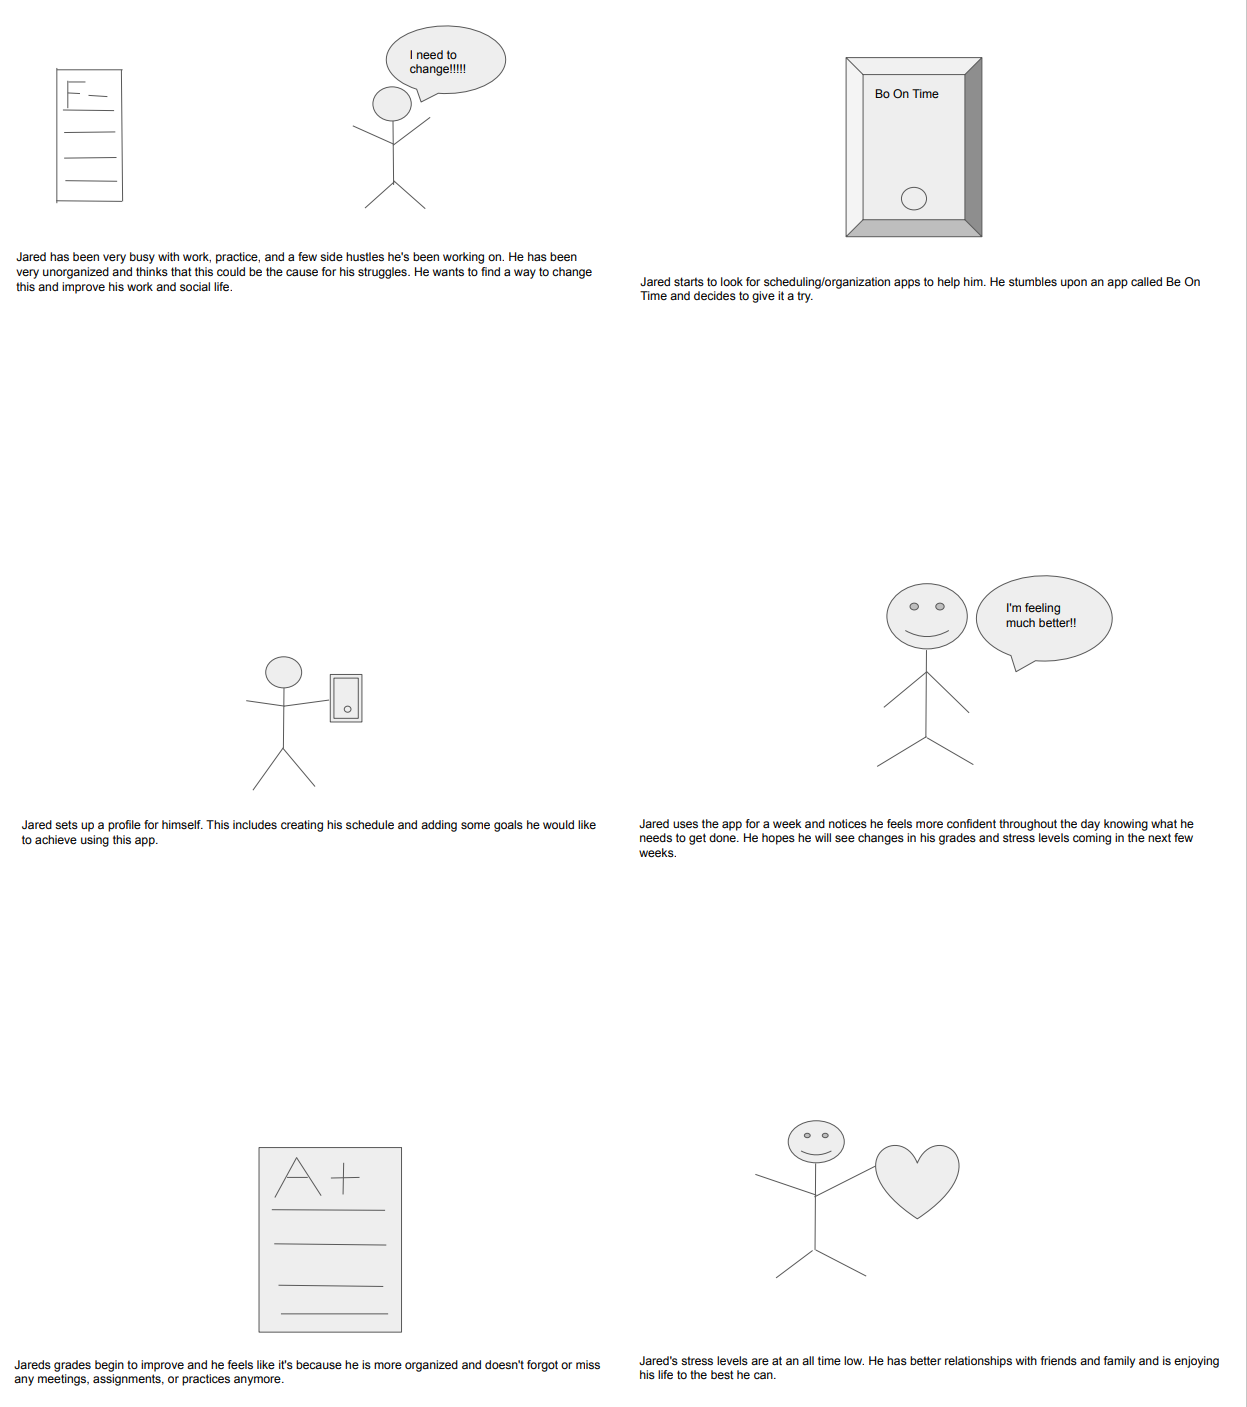 F-
I need to
change!!!!!
Jared has been very busy with work, practice, and a few side hustles he's been working on. He has been
very unorganized and thinks that this could be the cause for his struggles. He wants to find a way to change
this and improve his work and social life.
Bo On Time
Jared starts to look for scheduling/organization apps to help him. He stumbles upon an app called Be On
Time and decides to give it a try.
Jared sets up a profile for himself. This includes creating his schedule and adding some goals he would like
to achieve using this app.
I'm feeling
much better!!
Jared uses the app for a week and notices he feels more confident throughout the day knowing what he
needs to get done. He hopes he will see changes in his grades and stress levels coming in the next few
weeks.
A+
Jareds grades begin to improve and he feels like it's because he is more organized and doesn't forgot or miss
any meetings, assignments, or practices anymore.
Jared's stress levels are at an all time low. He has better relationships with friends and family and is enjoying
his life to the best he can.